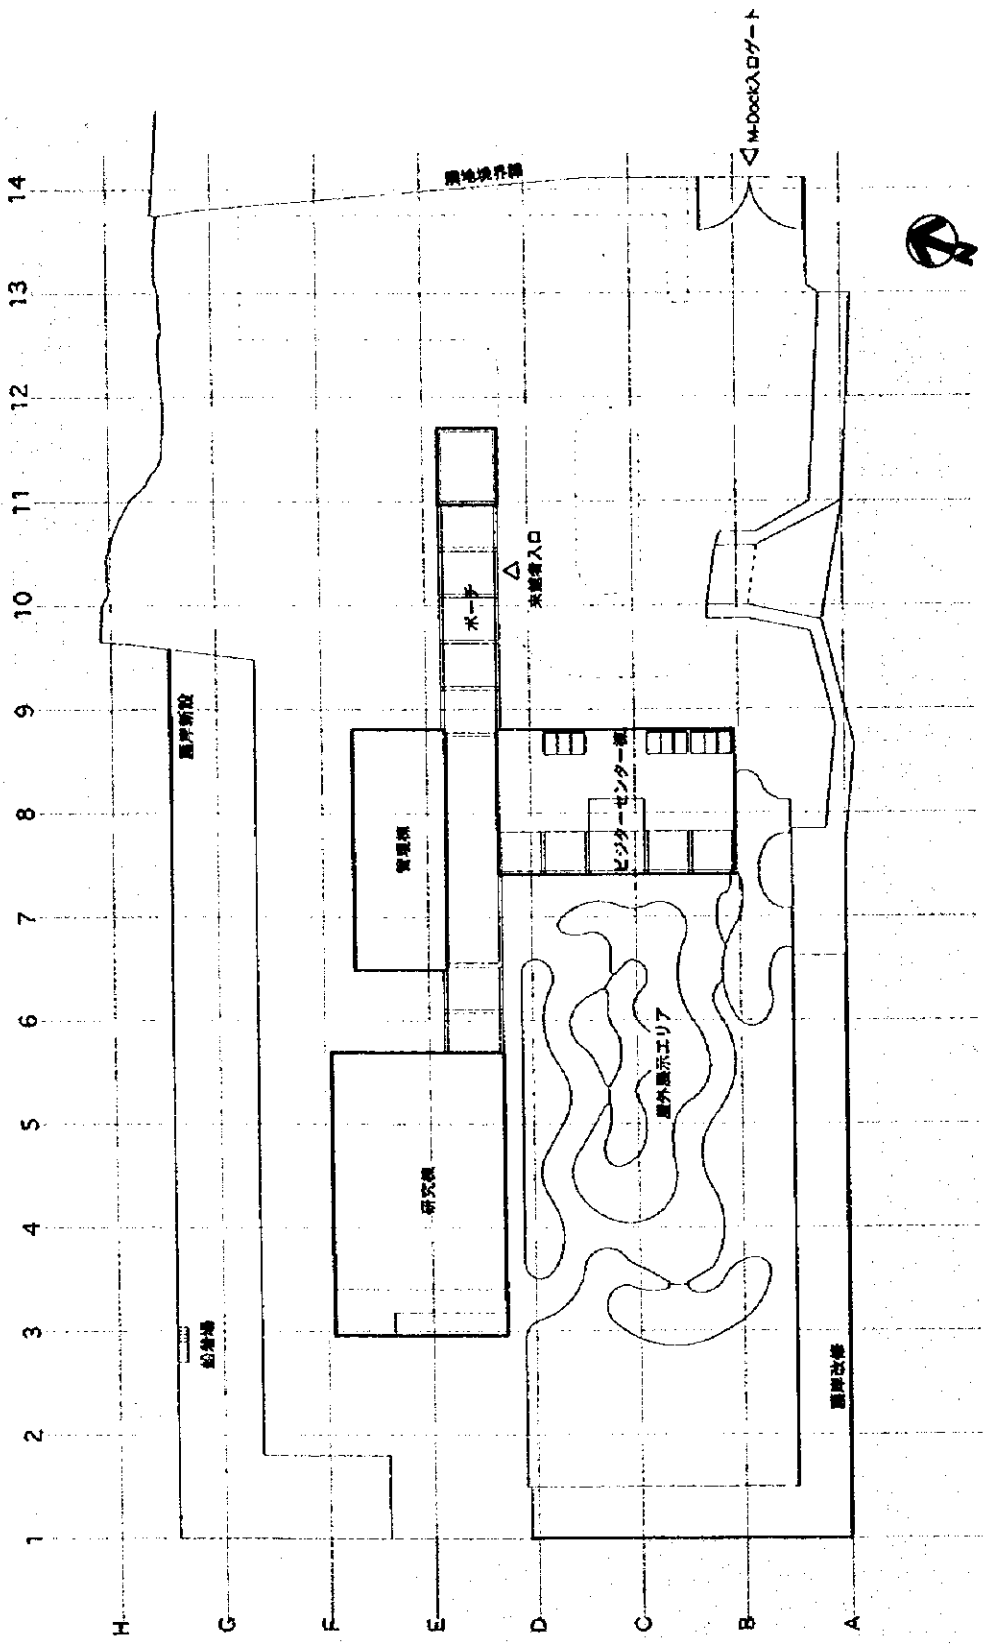 14
13
12
11
10
9
8
7
6
5
4
3
2
1
H
G
F
E
D
C
B
A
隣地境界線
M-Dock入口ゲート
N
ポーチ
来館者入口
護岸新設
管理棟
ビジターセンター棟
研究棟
屋外展示エリア
船着場
護岸改修